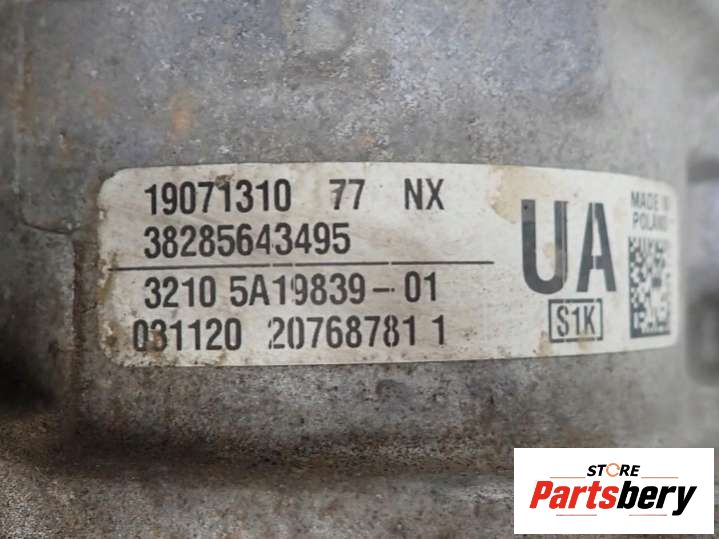 19071310 77 NX
38285643495
3210 5A19839-01
031120 20768781 1
UA
S1K
MADE IN
POLAND
STORE
Partsbery